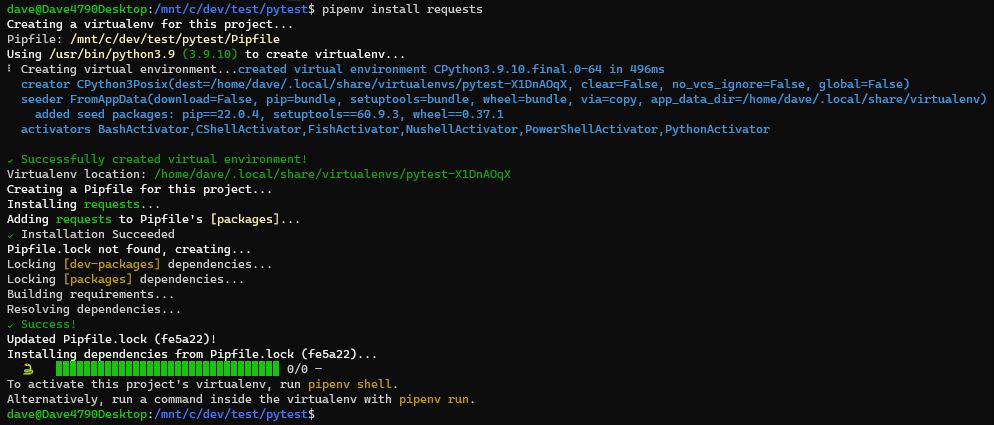 dave@Dave4790Desktop:/mnt/c/dev/test/pytest$ pipenv install requests
Creating a virtualenv for this project...
Pipfile: /mnt/c/dev/test/pytest/Pipfile
Using /usr/bin/python3.9 (3.9.10) to create virtualenv...
⠸ Creating virtual environment...created virtual environment CPython3.9.10.final.0-64 in 496ms
  creator CPython3Posix(dest=/home/dave/.local/share/virtualenvs/pytest-X1DnAOqX, clear=False, no_vcs_ignore=False, global=False)
  seeder FromAppData(download=False, pip=bundle, setuptools=bundle, wheel=bundle, via=copy, app_data_dir=/home/dave/.local/share/virtualenv)
    added seed packages: pip==22.0.4, setuptools==60.9.3, wheel==0.37.1
  activators BashActivator,CShellActivator,FishActivator,NushellActivator,PowerShellActivator,PythonActivator
✔ Successfully created virtual environment!
Virtualenv location: /home/dave/.local/share/virtualenvs/pytest-X1DnAOqX
Creating a Pipfile for this project...
Installing requests...
Adding requests to Pipfile's [packages]...
✔ Installation Succeeded
Pipfile.lock not found, creating...
Locking [dev-packages] dependencies...
Locking [packages] dependencies...
Building requirements...
Resolving dependencies...
✔ Success!
Updated Pipfile.lock (fe5a22)!
Installing dependencies from Pipfile.lock (fe5a22)...
0/0 —
To activate this project's virtualenv, run pipenv shell.
Alternatively, run a command inside the virtualenv with pipenv run.
dave@Dave4790Desktop:/mnt/c/dev/test/pytest$